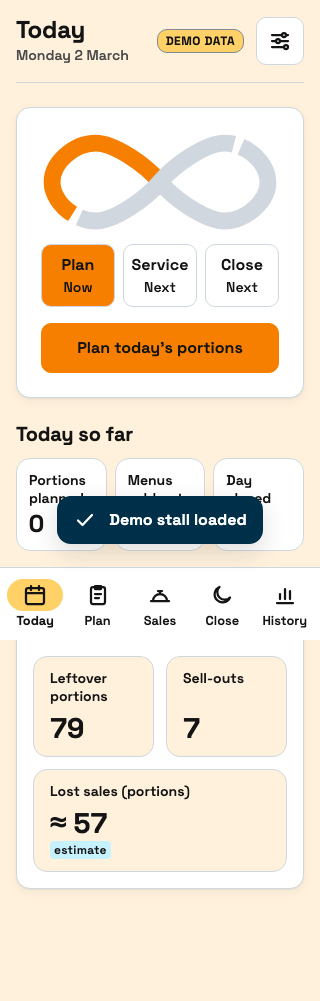 Today
Monday 2 March
DEMO DATA
Plan
Now
Service
Next
Close
Next
Plan today's portions
Today so far
Portions
Menus
Day
0
Demo stall loaded
Today
Plan
Sales
Close
History
Leftover
portions
79
Sell-outs
7
Lost sales (portions)
≈ 57
estimate